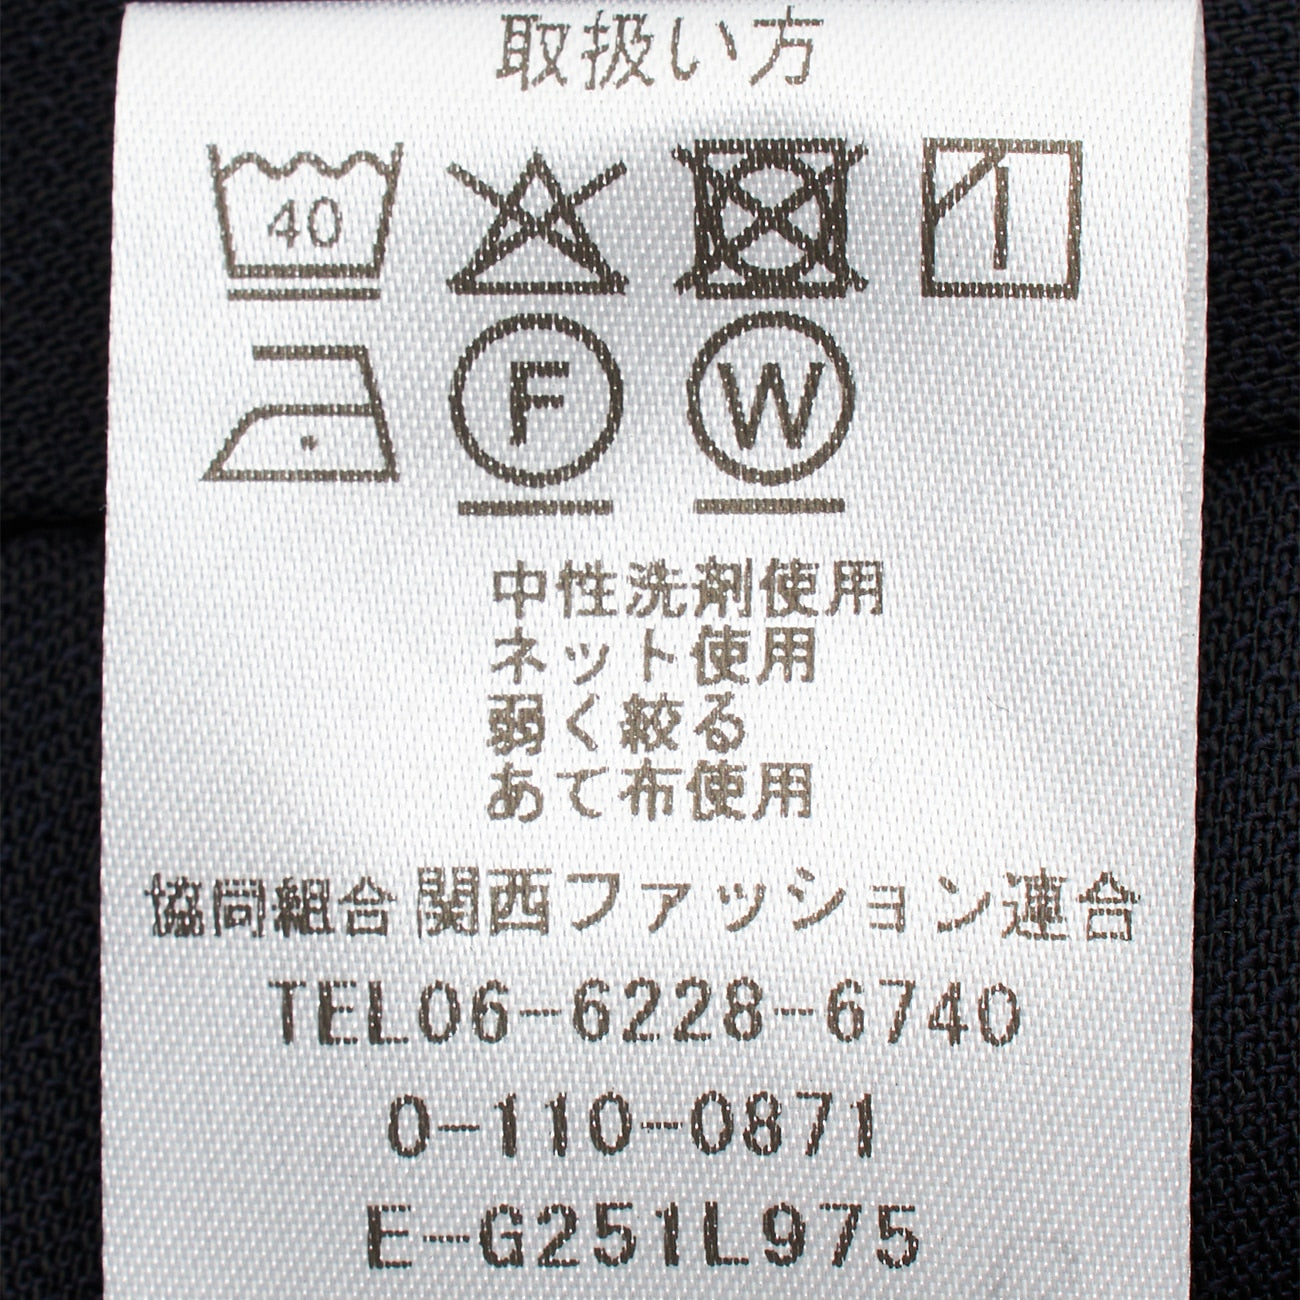 取扱い方
40
F W
中性洗剤使用
ネット使用
弱く絞る
あて布使用
協同組合 関西ファッション連合
TEL06-6228-6740
0-110-0871
E-G251L975